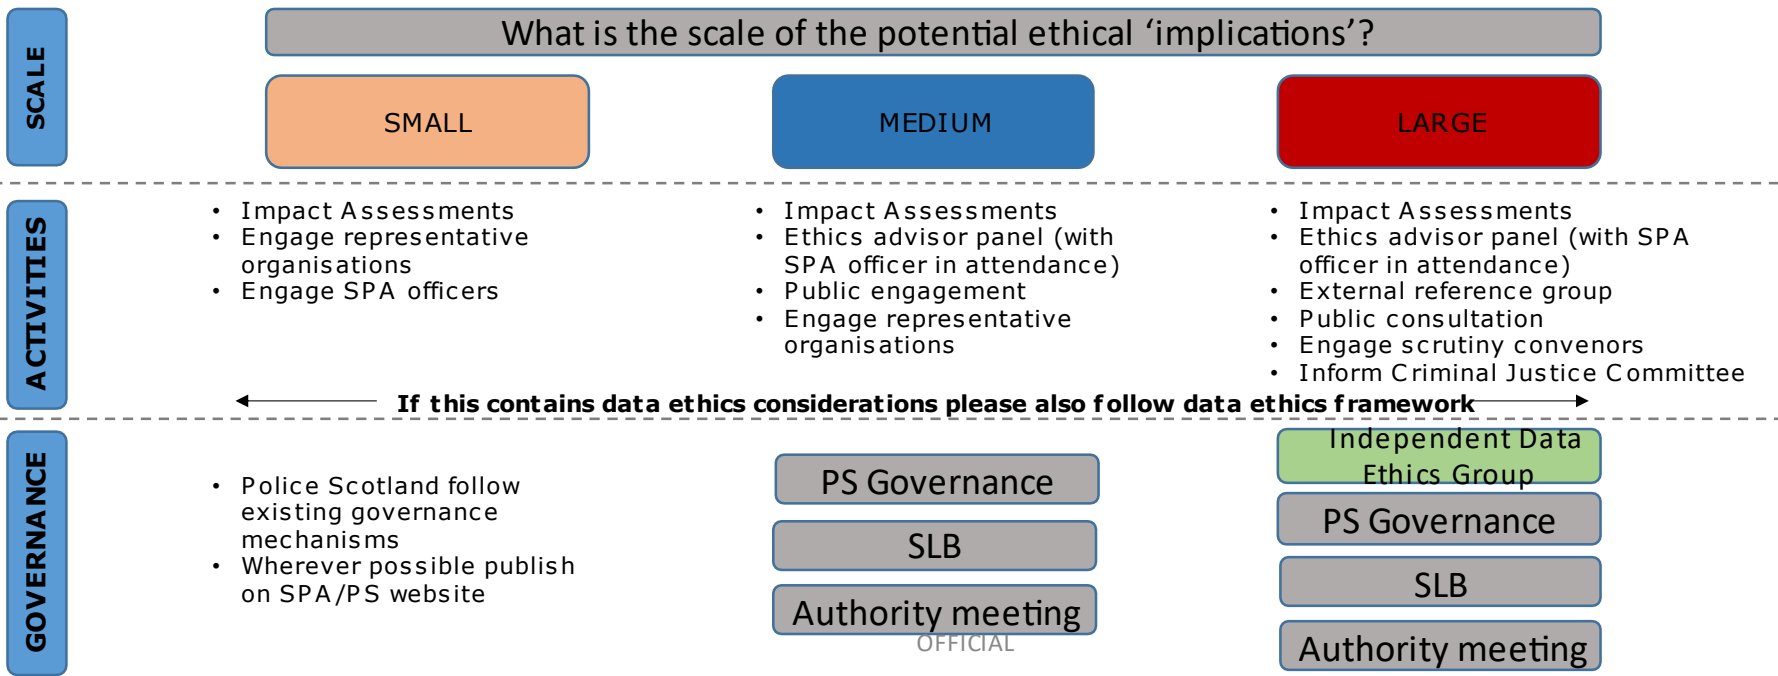 SCALE
What is the scale of the potential ethical ‘implications’?
SMALL
MEDIUM
LARGE
ACTIVITIES
• Impact Assessments
• Engage representative
organisations
• Engage SPA officers
• Impact Assessments
• Ethics advisor panel (with
SPA officer in attendance)
• Public engagement
• Engage representative
organisations
• Impact Assessments
• Ethics advisor panel (with SPA
officer in attendance)
• External reference group
• Public consultation
• Engage scrutiny convenors
• Inform Criminal Justice Committee
If this contains data ethics considerations please also follow data ethics framework
GOVERNANCE
• Police Scotland follow
existing governance
mechanisms
• Wherever possible publish
on SPA/PS website
PS Governance
SLB
Authority meeting
OFFICIAL
Independent Data
Ethics Group
PS Governance
SLB
Authority meeting